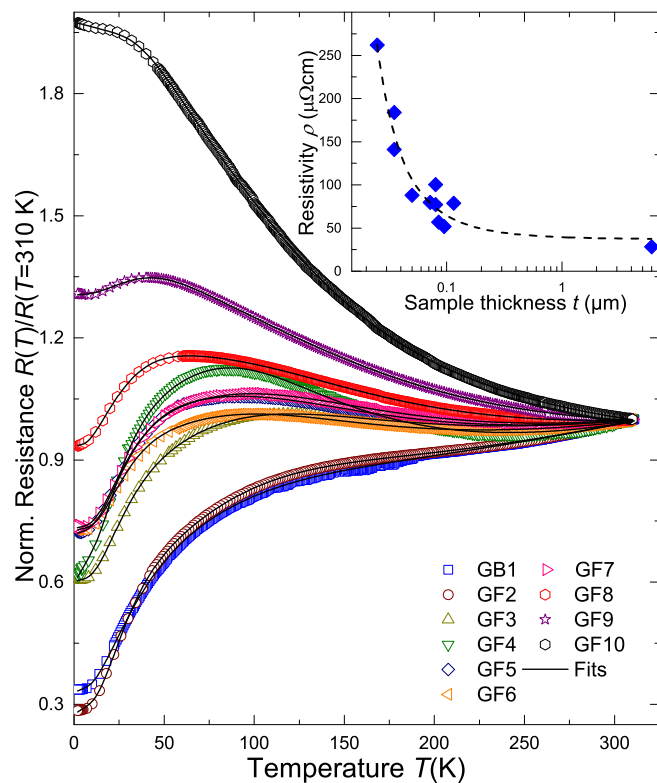 Norm. Resistance R(T)/R(T=310 K)
1.8
1.5
1.2
0.9
0.6
0.3
0 50 100 150 200 250 300
Temperature T(K)
Resistivity ρ (μΩcm)
250
200
150
100
50
0
0.1 1
Sample thickness t (μm)
GB1 GF7
GF2 GF8
GF3 GF9
GF4 GF10
GF5 Fits
GF6